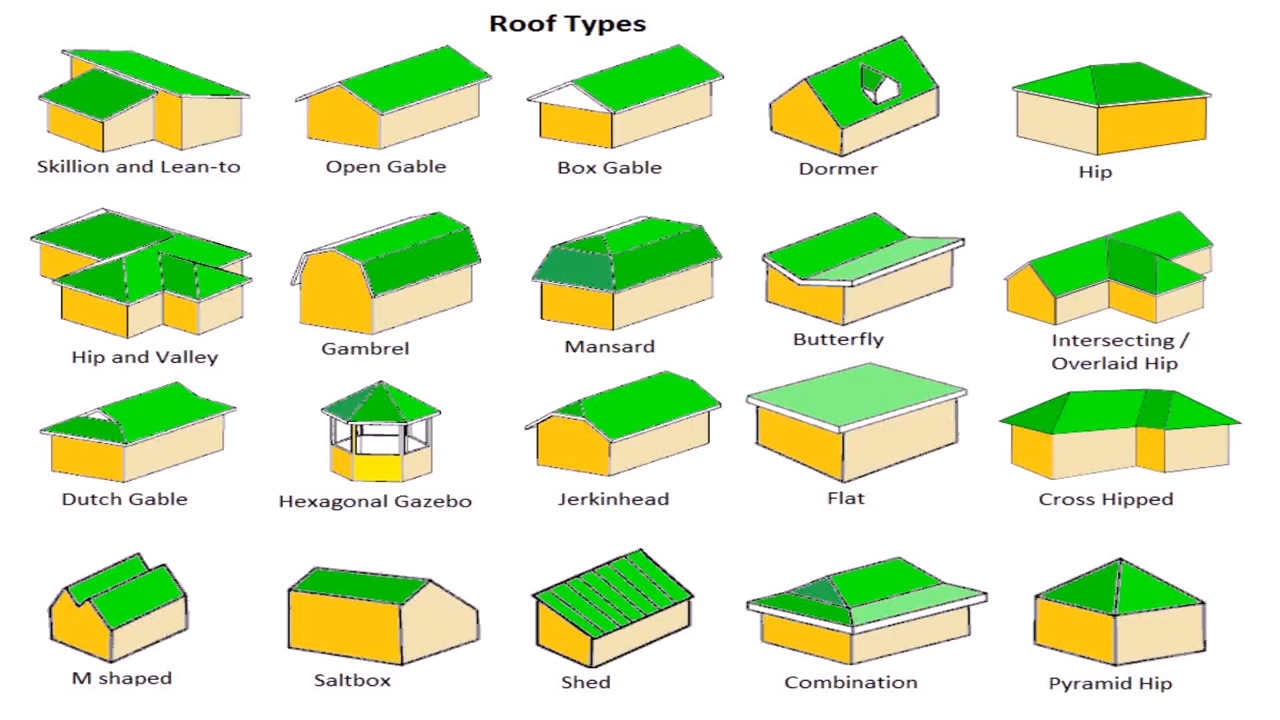 Roof Types
Skillion and Lean-to
Open Gable
Box Gable
Dormer
Hip
Hip and Valley
Gambrel
Mansard
Butterfly
Intersecting /
Overlaid Hip
Dutch Gable
Hexagonal Gazebo
Jerkinhead
Flat
Cross Hipped
M shaped
Saltbox
Shed
Combination
Pyramid Hip